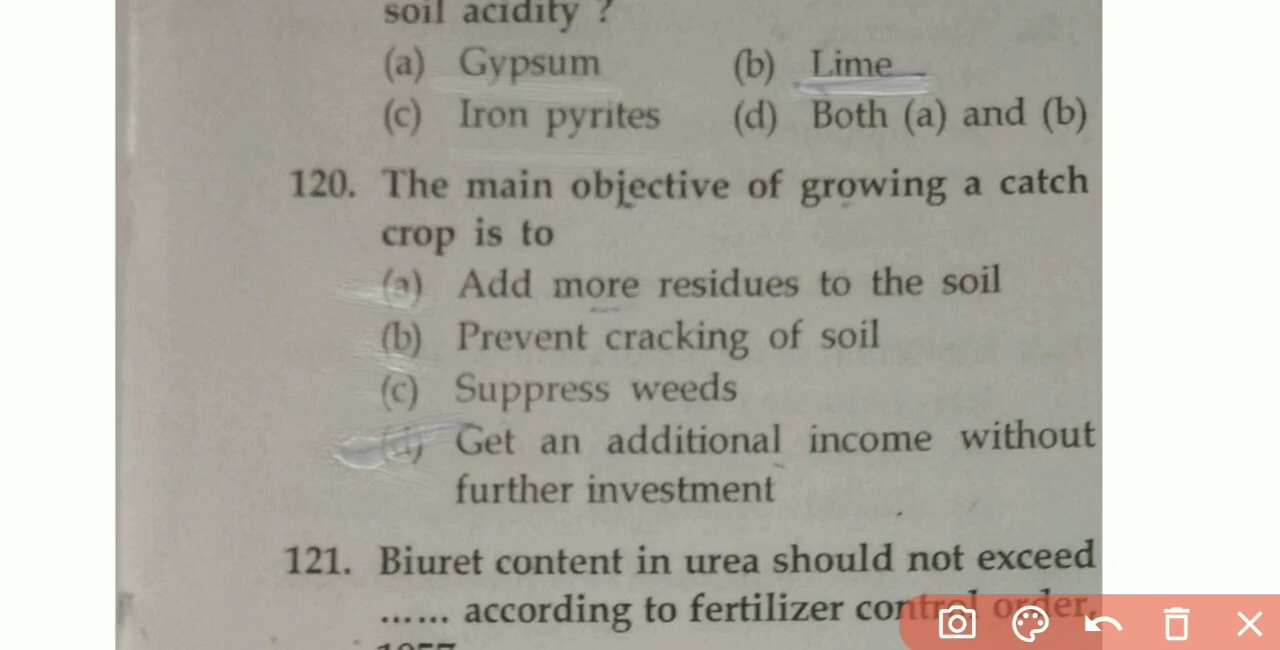 soil acidity ?
(a) Gypsum (b) Lime
(c) Iron pyrites (d) Both (a) and (b)
120. The main objective of growing a catch
crop is to
(a) Add more residues to the soil
(b) Prevent cracking of soil
(c) Suppress weeds
(d) Get an additional income without
further investment
121. Biuret content in urea should not exceed
...... according to fertilizer control order,